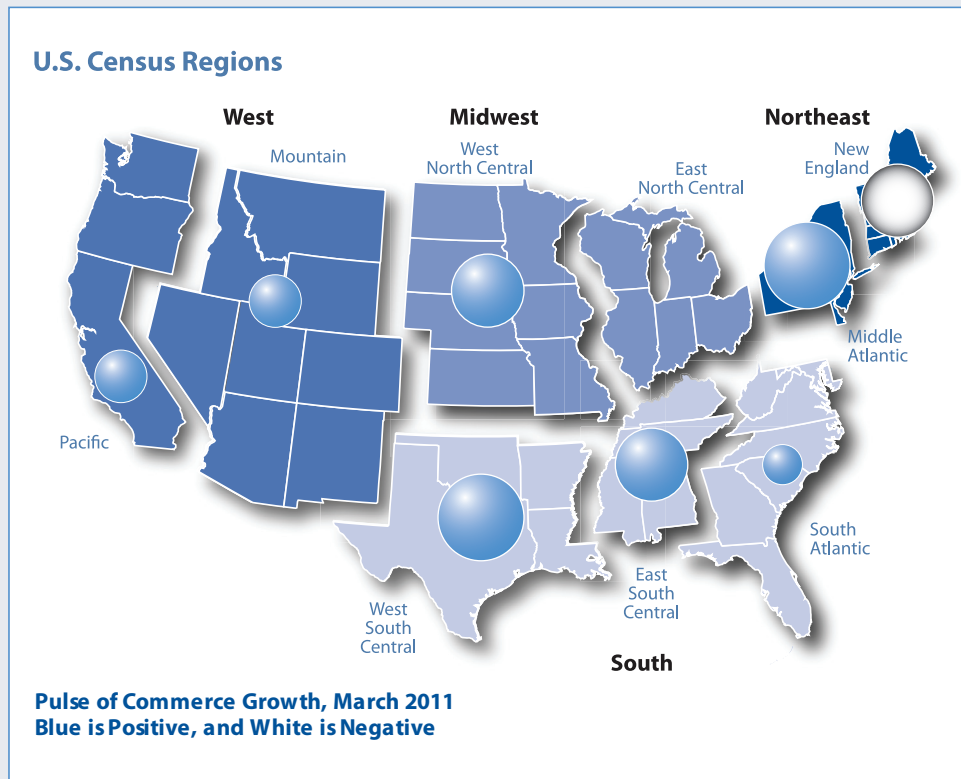 U.S. Census Regions
West
Midwest
Northeast
Mountain
West
North Central
East
North Central
New
England
Middle
Atlantic
Pacific
South
Atlantic
West
South
Central
East
South
Central
South
Pulse of Commerce Growth, March 2011
Blue is Positive, and White is Negative